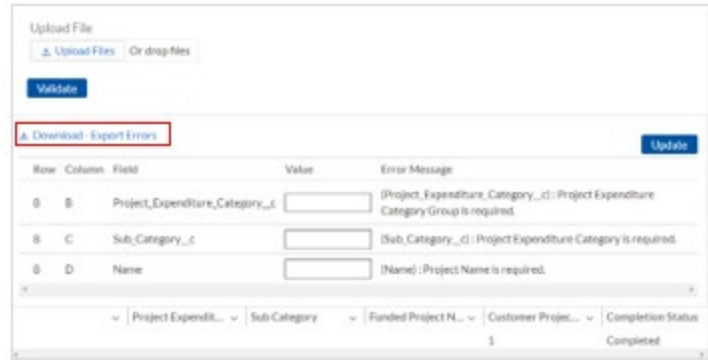 Upload File
Upload Files Or drop files
Validate
Download - Export Errors
Update
Row Column Field Value Error Message
8 B Project_Expenditure_Category__c (Project_Expenditure_Category__c) : Project Expenditure
Category Group is required.
8 C Sub_Category__c (Sub_Category__c) : Project Expenditure Category is required.
8 D Name (Name) : Project Name is required.
Project Expendit... Sub Category Funded Project N... Customer Projec... Completion Status
1 Completed